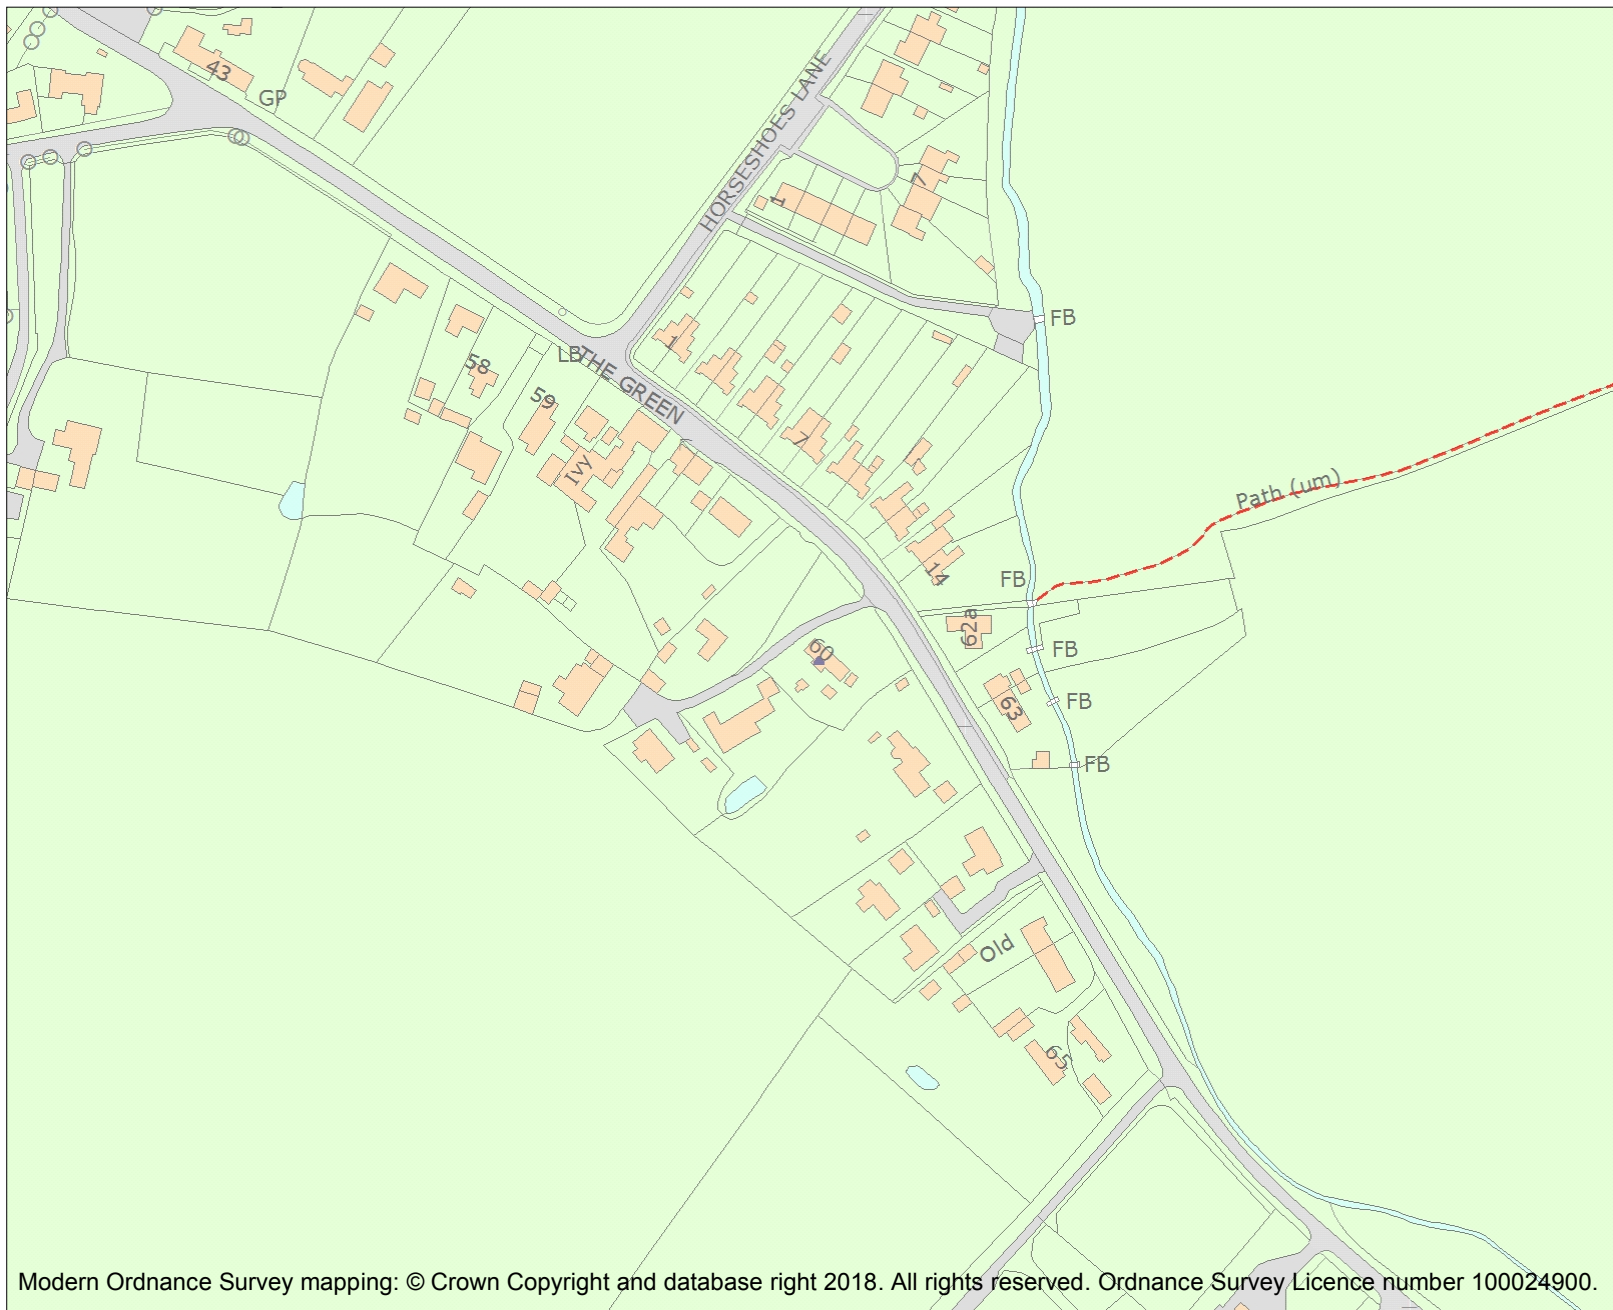 43
GP
HORSESHOES LANE
7
1
FB
1
LB
THE GREEN
58
59
7
Ivy
Path (um)
14
FB
62a
60
FB
63
FB
FB
Old
65
Modern Ordnance Survey mapping: © Crown Copyright and database right 2018. All rights reserved. Ordnance Survey Licence number 100024900.